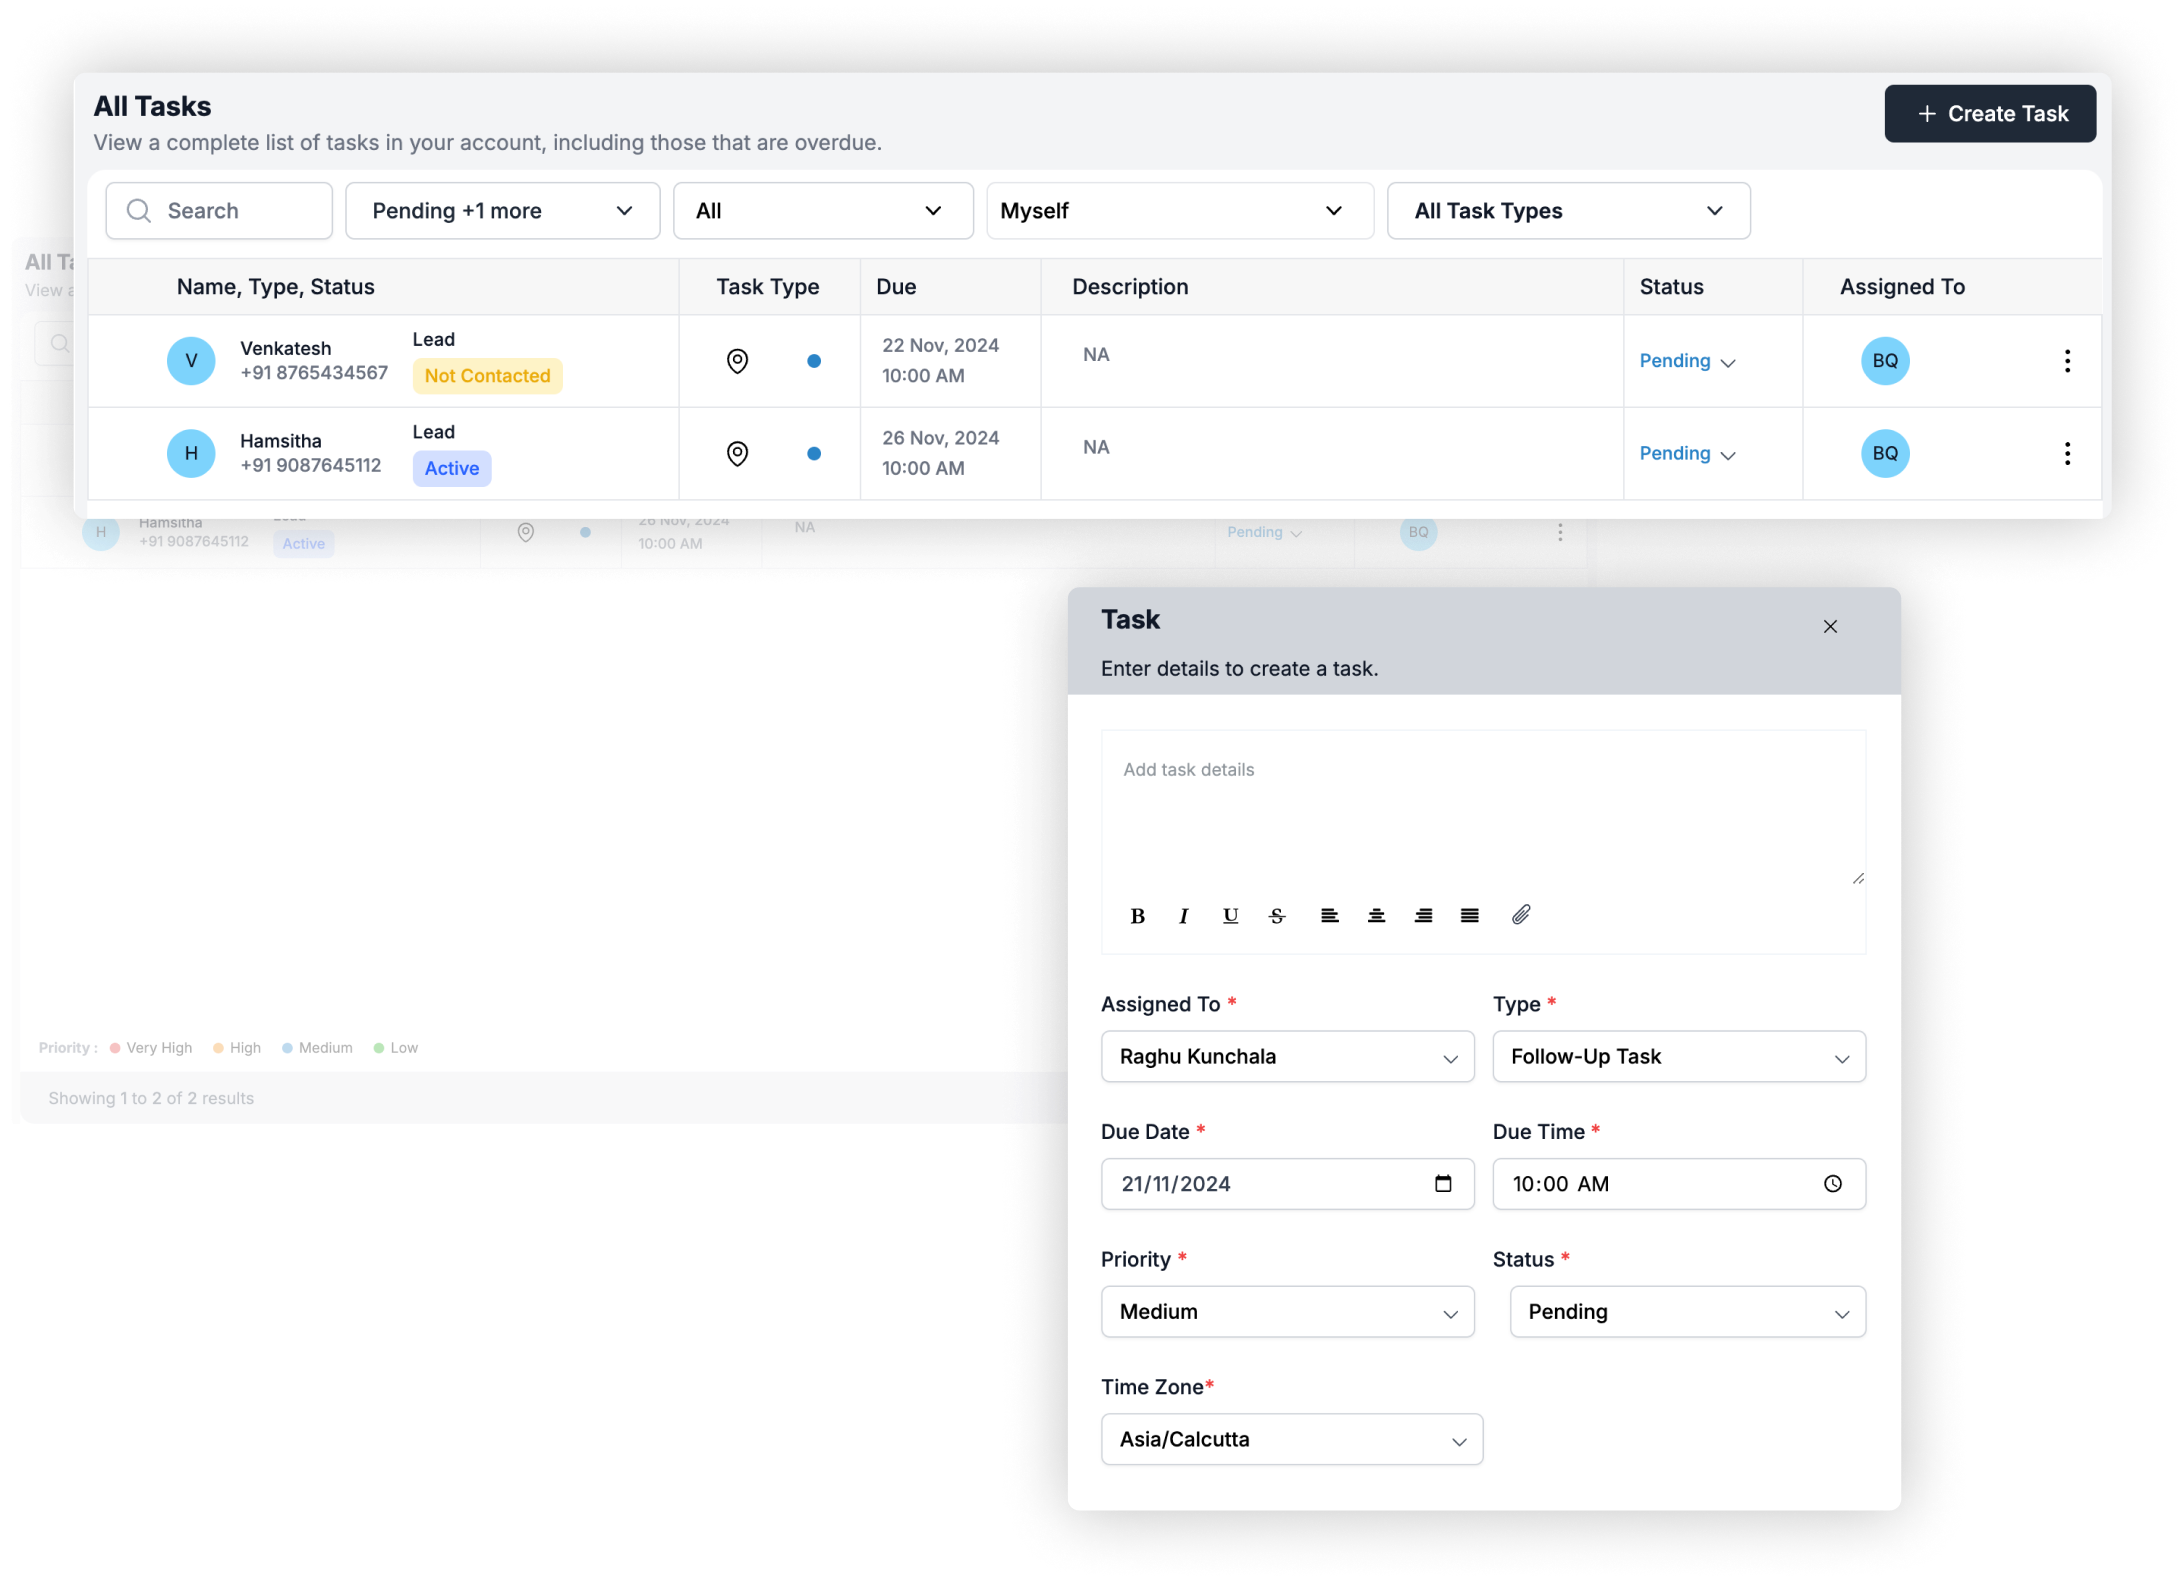 All Tasks
+ Create Task
View a complete list of tasks in your account, including those that are overdue.
Search
Pending +1 more
All
Myself
All Task Types
Name, Type, Status
Task Type
Due
Description
Status
Assigned To
V
Venkatesh
+91 8765434567
Lead
Not Contacted
22 Nov, 2024
10:00 AM
NA
Pending
BQ
H
Hamsitha
+91 9087645112
Lead
Active
26 Nov, 2024
10:00 AM
NA
Pending
BQ
All
View
H
Hamsitha
+91 9087645112
Active
26 Nov, 2024
10:00 AM
NA
Pending
BQ
Priority :
Very High
High
Medium
Low
Showing 1 to 2 of 2 results
Task
Enter details to create a task.
Add task details
B I U S
Assigned To *
Type *
Raghu Kunchala
Follow-Up Task
Due Date *
Due Time *
21/11/2024
10:00 AM
Priority *
Status *
Medium
Pending
Time Zone*
Asia/Calcutta